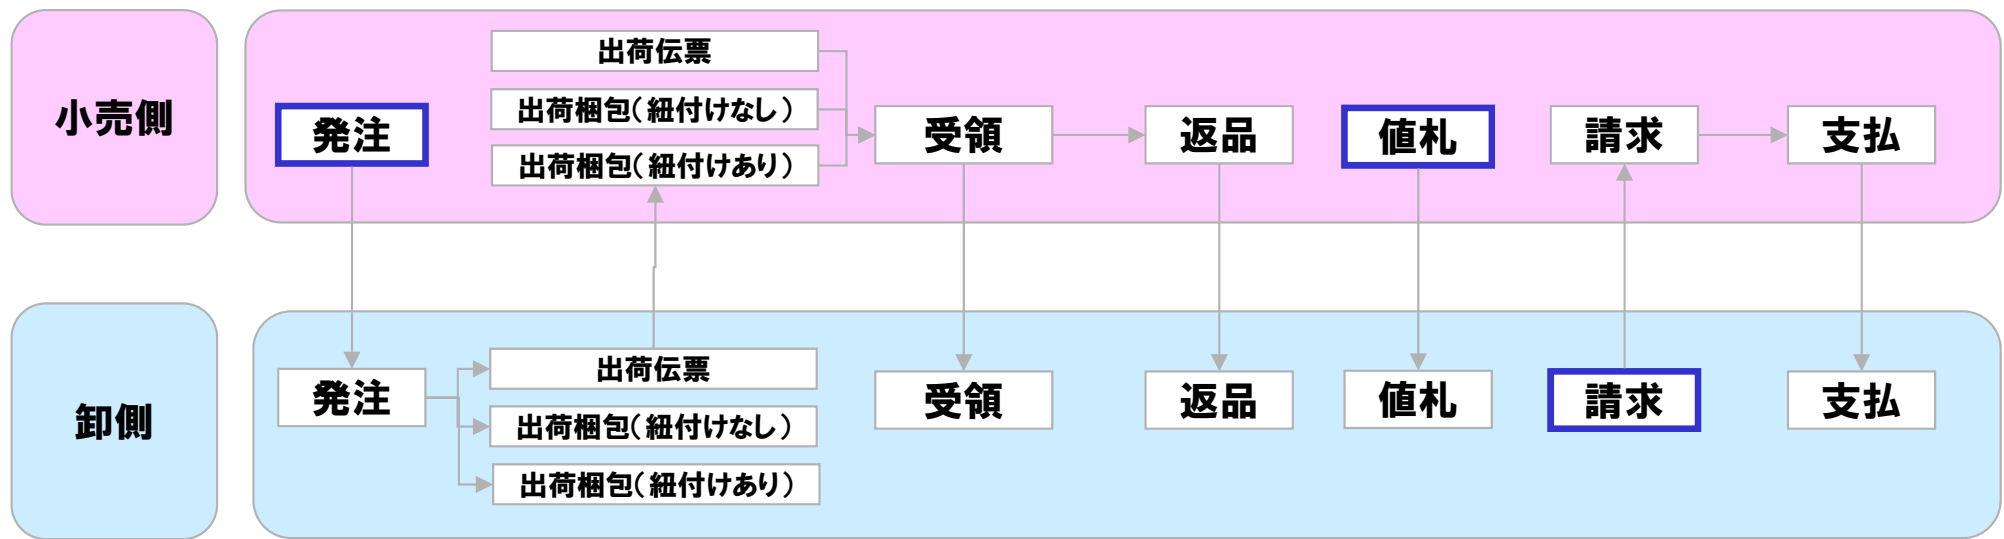 小売側
発注
出荷伝票
出荷梱包(紐付けなし)
出荷梱包(紐付けあり)
受領
返品
値札
請求
支払
卸側
発注
出荷伝票
出荷梱包(紐付けなし)
出荷梱包(紐付けあり)
受領
返品
値札
請求
支払